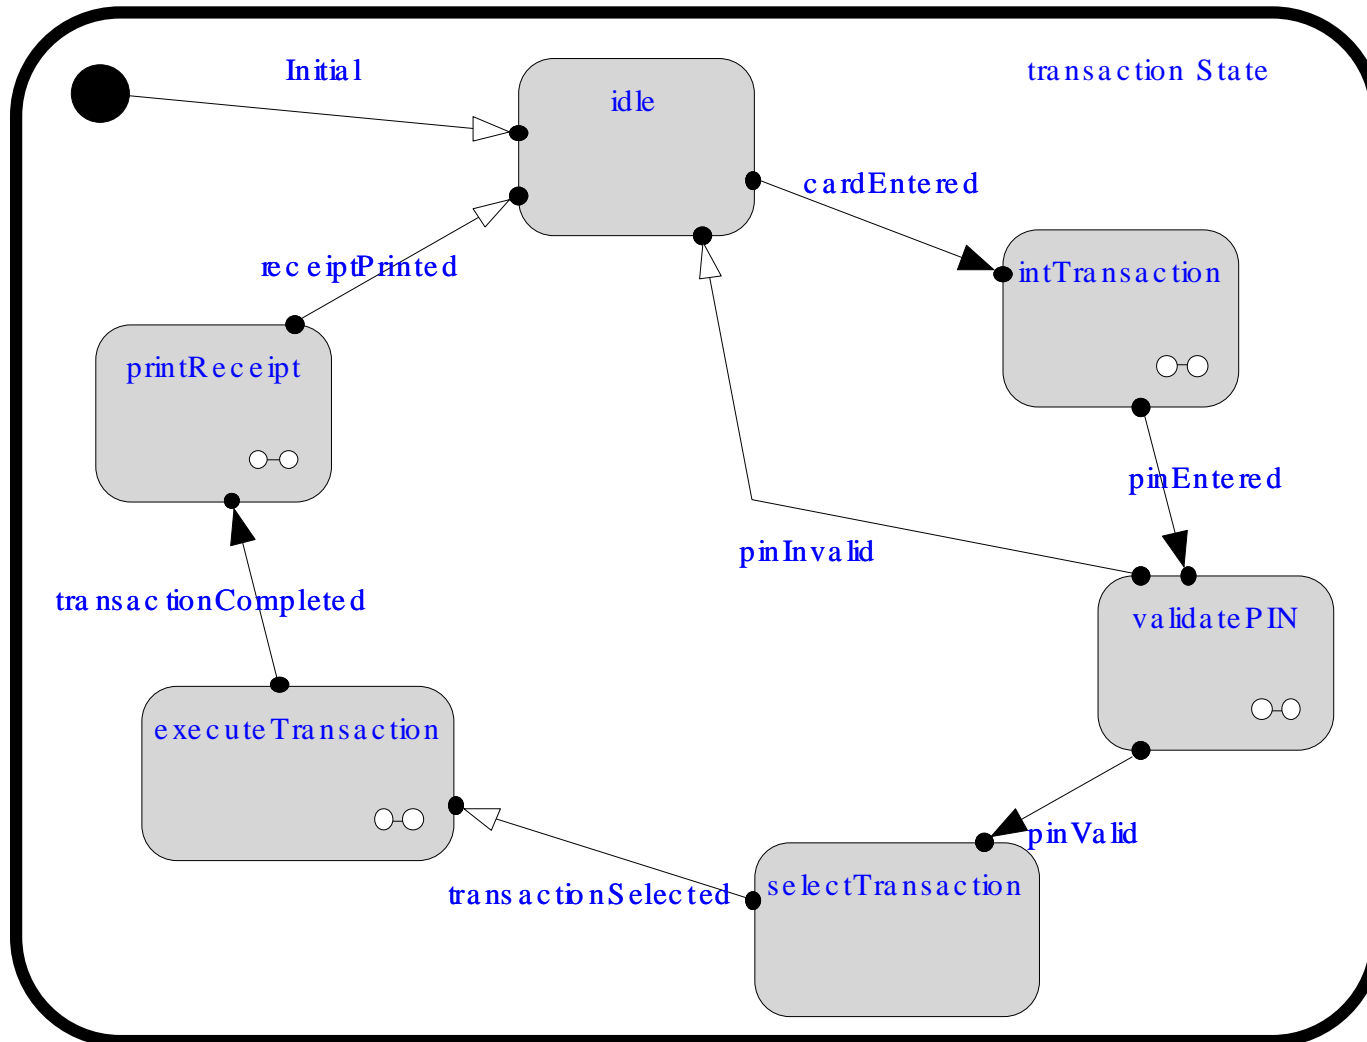 Initial
idle
transaction State
cardEntered
receiptPrinted
intTransaction
printReceipt
pinEntered
pinInvalid
transactionCompleted
validatePIN
executeTransaction
pinValid
selectTransaction
transactionSelected